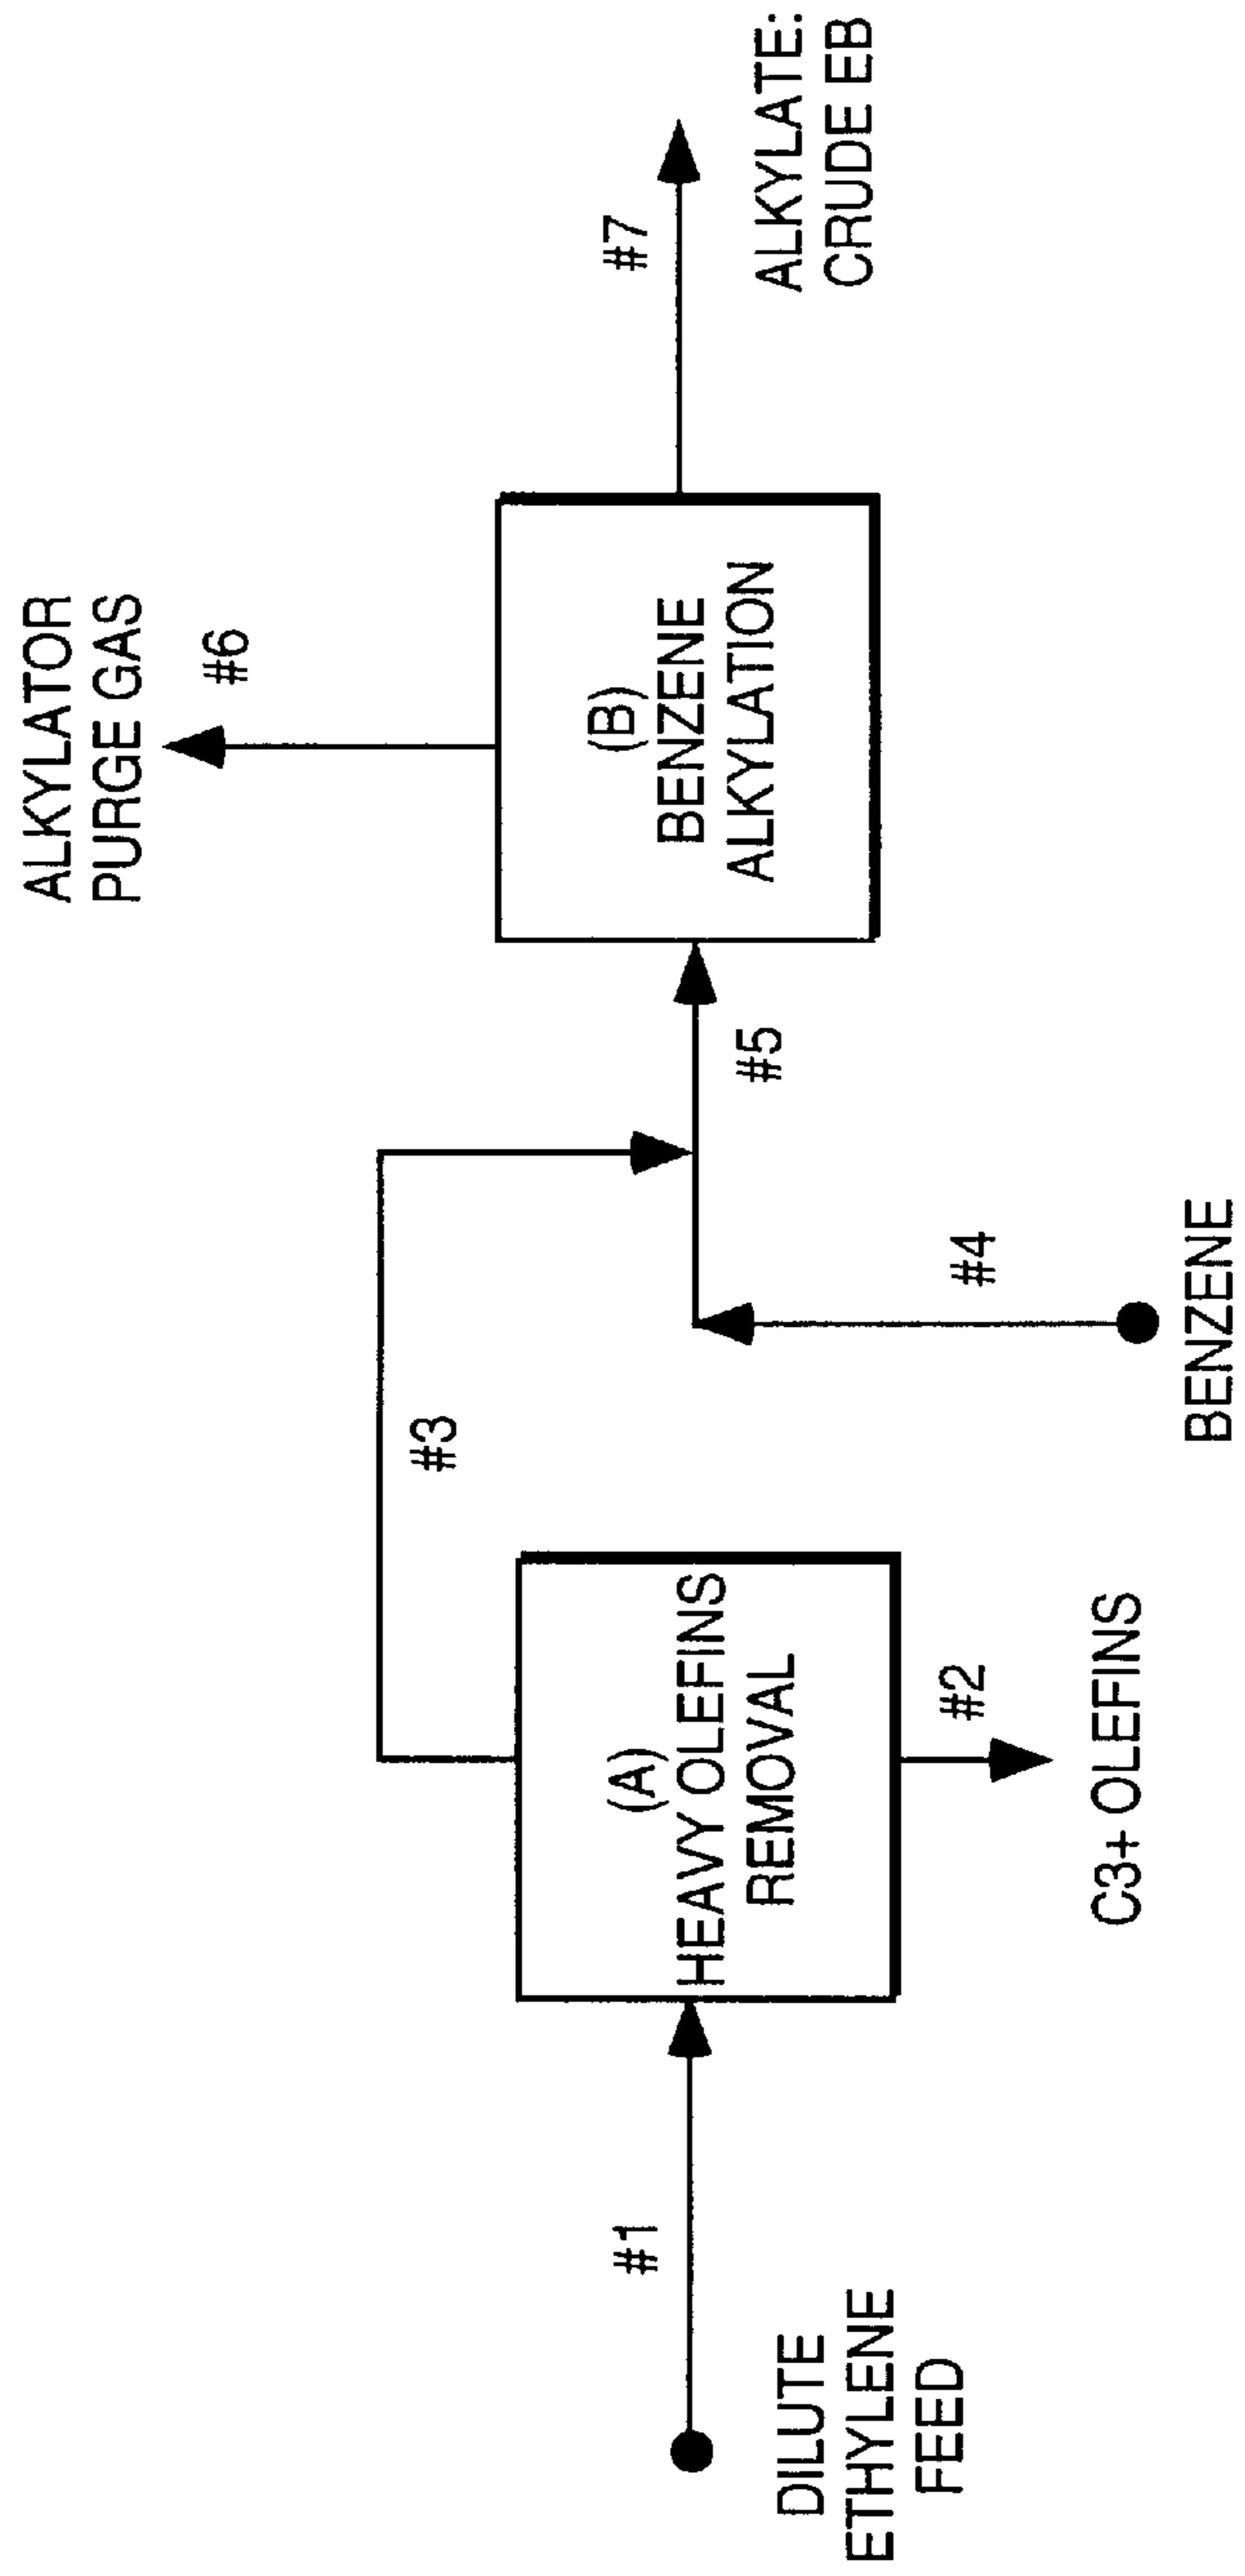 DILUTE
ETHYLENE
FEED
#1
(A)
HEAVY OLEFINS
REMOVAL
#2
C3+ OLEFINS
#3
#4
BENZENE
#5
(B)
BENZENE
ALKYLATION
ALKYLATOR
PURGE GAS
#6
#7
ALKYLATE:
CRUDE EB